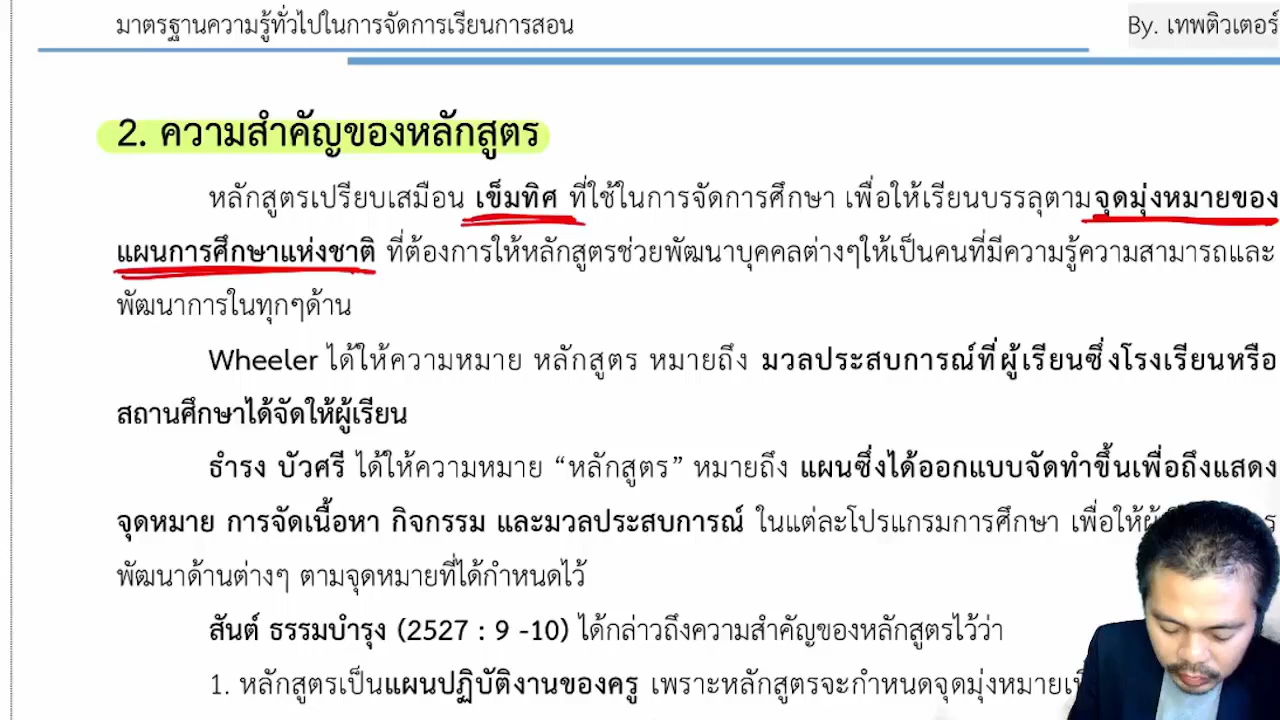 มาตรฐานความรู้ทั่วไปในการจัดการเรียนการสอน
By. เทพติวเตอร์
2. ความสำคัญของหลักสูตร
หลักสูตรเปรียบเสมือน เข็มทิศ ที่ใช้ในการจัดการศึกษา เพื่อให้เรียนบรรลุตามจุดมุ่งหมายของ
แผนการศึกษาแห่งชาติ ที่ต้องการให้หลักสูตรช่วยพัฒนาบุคคลต่างๆให้เป็นคนที่มีความรู้ความสามารถและ
พัฒนาการในทุกๆด้าน
Wheeler ได้ให้ความหมาย หลักสูตร หมายถึง มวลประสบการณ์ที่ผู้เรียนซึ่งโรงเรียนหรือ
สถานศึกษาได้จัดให้ผู้เรียน
ธำรง บัวศรี ได้ให้ความหมาย “หลักสูตร” หมายถึง แผนซึ่งได้ออกแบบจัดทำขึ้นเพื่อถึงแสดง
จุดหมาย การจัดเนื้อหา กิจกรรม และมวลประสบการณ์ ในแต่ละโปรแกรมการศึกษา เพื่อให้
พัฒนาด้านต่างๆ ตามจุดหมายที่ได้กำหนดไว้
สันต์ ธรรมบำรุง (2527 : 9 -10) ได้กล่าวถึงความสำคัญของหลักสูตรไว้ว่า
1. หลักสูตรเป็นแผนปฏิบัติงานของครู เพราะหลักสูตรจะกำหนดจุดมุ่งหมาย